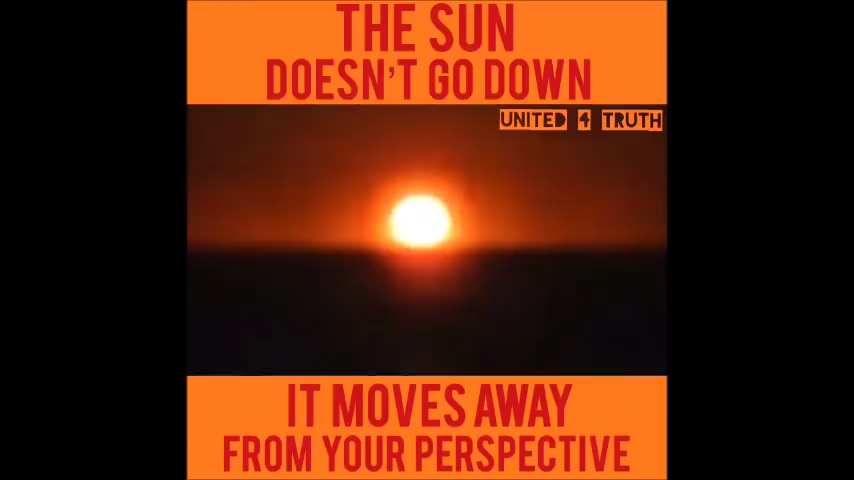 THE SUN
DOESN'T GO DOWN
UNITED 4 TRUTH
IT MOVES AWAY
FROM YOUR PERSPECTIVE